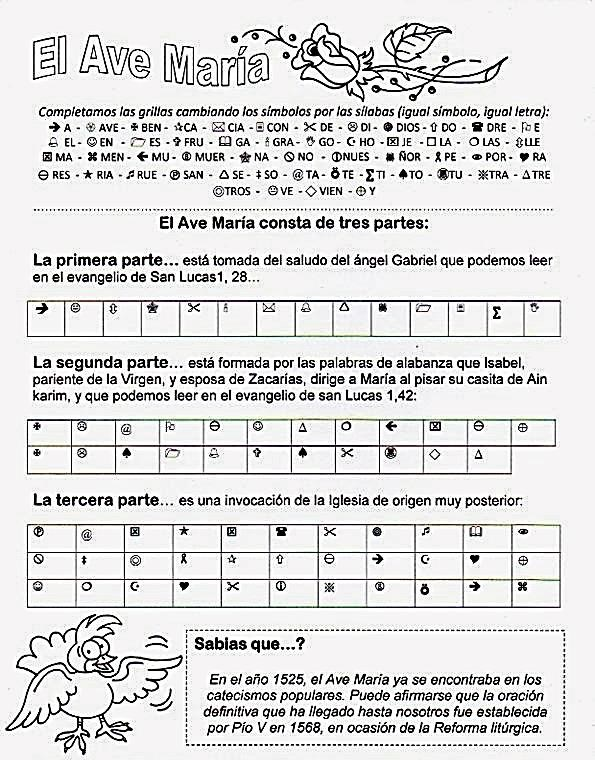 El Ave María
Completamos las grillas cambiando los símbolos por las sílabas (igual símbolo, igual letra):
➔ A - ֎ AVE - ✠ BEN - ☆CA - ✉ CIA - 🖹 CON - ✂ DE - ☹ DI - ◎ DIOS - ⇧ DO - ☎ DRE - 🏳 E
🔔 EL - ☺ EN - 🗁 ES - ✞ FRU - 📖 GA - 🕯 GRA - ✌ GO - ☪ HO - ☒ JE - □ LA - ○ LAS - ⇳ LLE
☒ MA - ⌘ MEN - ← MU - MUER - ❀ NA - 🛇 NO - ①NUES - ⌘ ÑOR - 🎗 PE - 👁 POR - ♥ RA
⊖ RES - ★ RIA - ♫ RUE - Ⓟ SAN - △ SE - ‡ SO - @TA - TE - ∑TI - ♠TO - TU - ※TRA - △TRE
◎TROS - ☹ VE - ◇ VIEN - ⊕ Y
El Ave María consta de tres partes:
La primera parte... está tomada del saludo del ángel Gabriel que podemos leer
en el evangelio de San Lucas1, 28...
La segunda parte... está formada por las palabras de alabanza que Isabel,
pariente de la Virgen, y esposa de Zacarías, dirige a María al pisar su casita de Ain
karim, y que podemos leer en el evangelio de san Lucas 1,42:
La tercera parte... es una invocación de la Iglesia de origen muy posterior:
Sabias que...?
En el año 1525, el Ave Maria ya se encontraba en los
catecismos populares. Puede afirmarse que la oración
definitiva que ha llegado hasta nosotros fue establecida
por Pío V en 1568, en ocasión de la Reforma litúrgica.